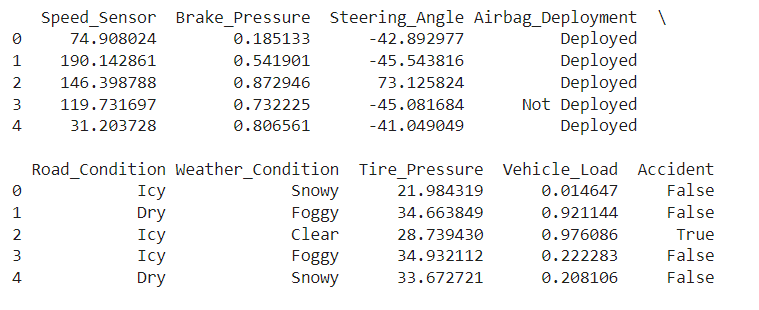 Speed_Sensor Brake_Pressure Steering_Angle Airbag_Deployment \
0 74.908024 0.185133 -42.892977 Deployed
1 190.142861 0.541901 -45.543816 Deployed
2 146.398788 0.872946 73.125824 Deployed
3 119.731697 0.732225 -45.081684 Not Deployed
4 31.203728 0.806561 -41.049049 Deployed
Road_Condition Weather_Condition Tire_Pressure Vehicle_Load Accident
0 Icy Snowy 21.984319 0.014647 False
1 Dry Foggy 34.663849 0.921144 False
2 Icy Clear 28.739430 0.976086 True
3 Icy Foggy 34.932112 0.222283 False
4 Dry Snowy 33.672721 0.208106 False